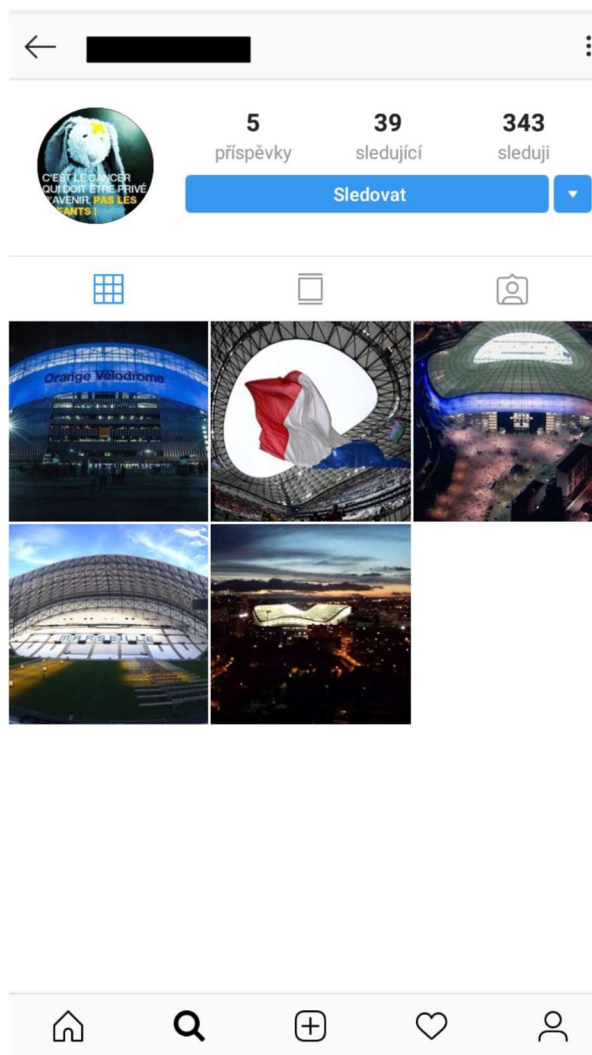 5
39
343
příspěvky
sledující
sleduji
Sledovat
C'EST LE CANCER
QUI DOIT ÊTRE PRIVÉ
D'AVENIR, PAS LES
ENFANTS !
Orange Vélodrome
MARSEILLE